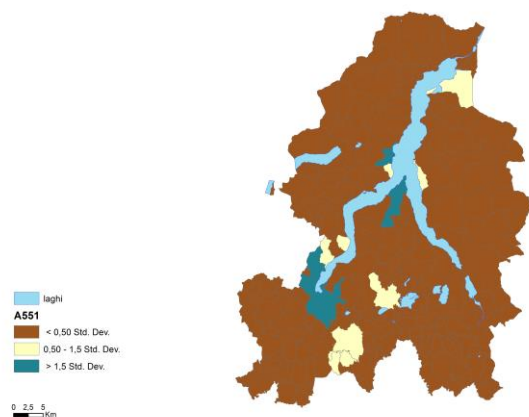 laghi
A551
< 0,50 Std. Dev.
0,50 - 1,5 Std. Dev.
> 1,5 Std. Dev.
0 2,5 5
Km